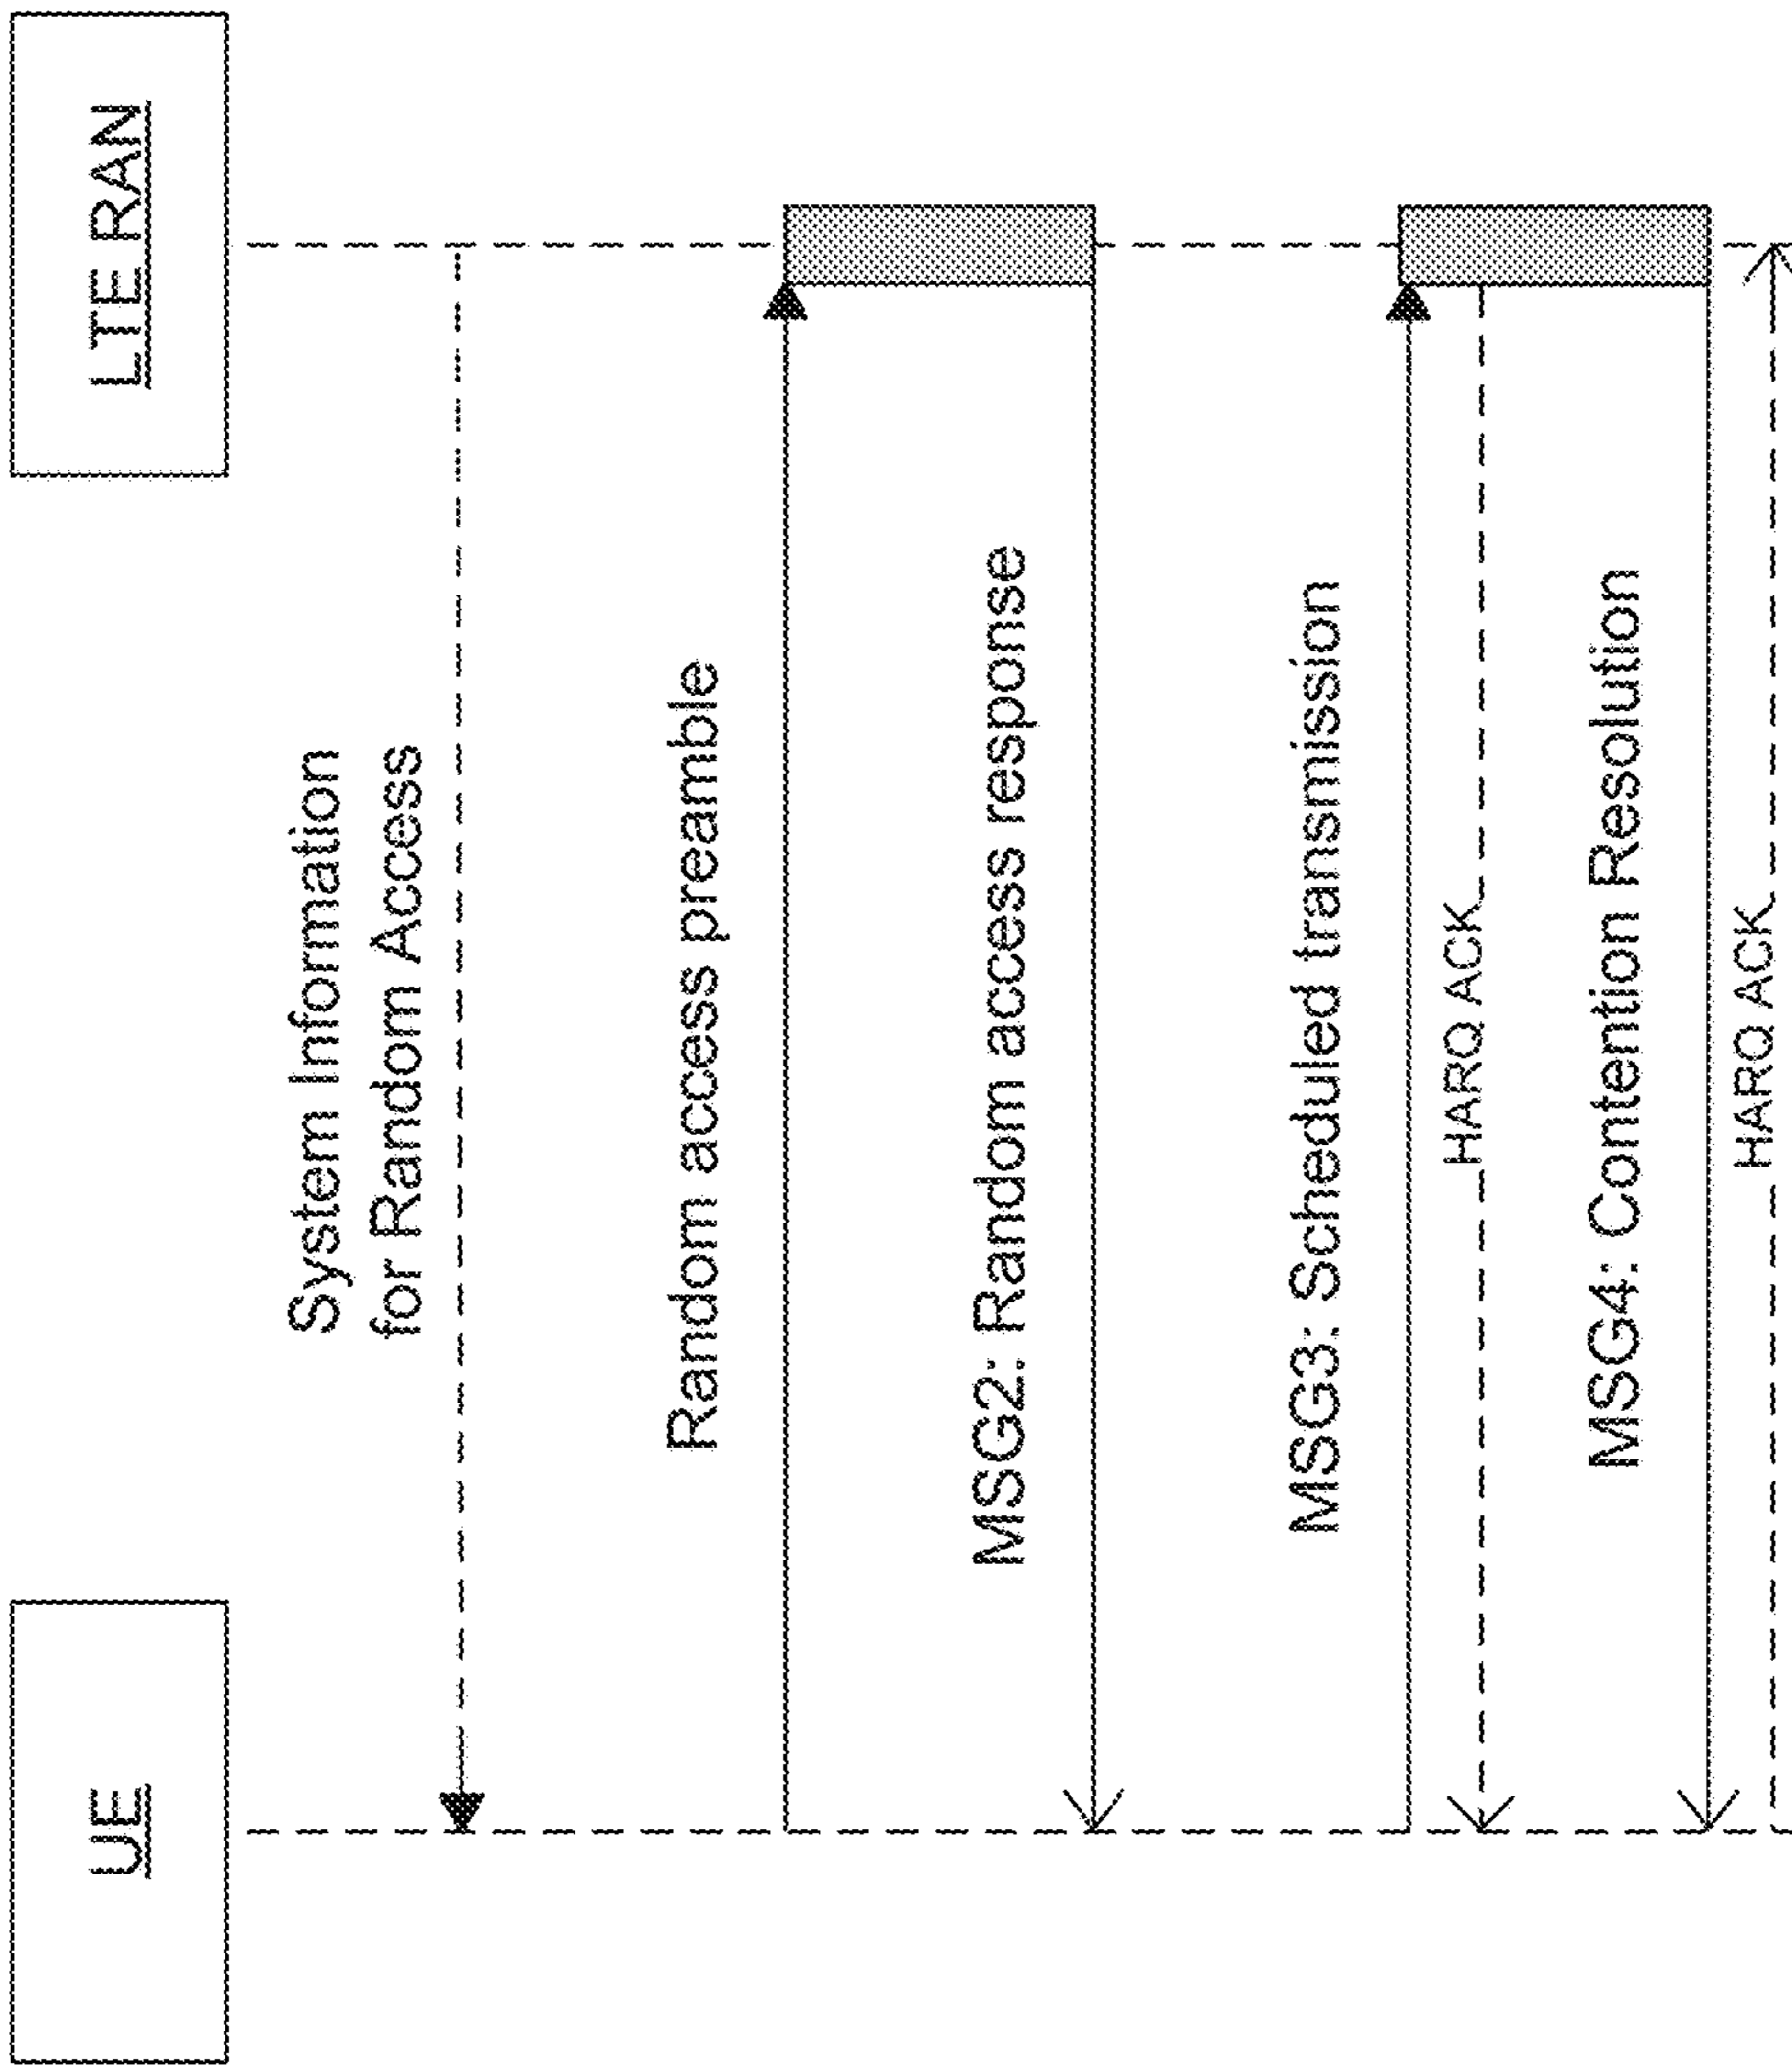 UE
LTE RAN
System Information
for Random Access
Random access preamble
MSG2: Random access response
MSG3: Scheduled transmission
HARQ ACK
MSG4: Contention Resolution
HARQ ACK